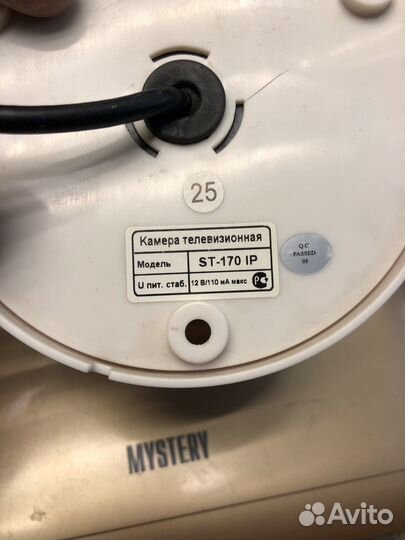 25
Камера телевизионная
Модель ST-170 IP
U пит. стаб. 12 В/110 мА макс
Q.C
PASSED
05
MYSTERY
Avito